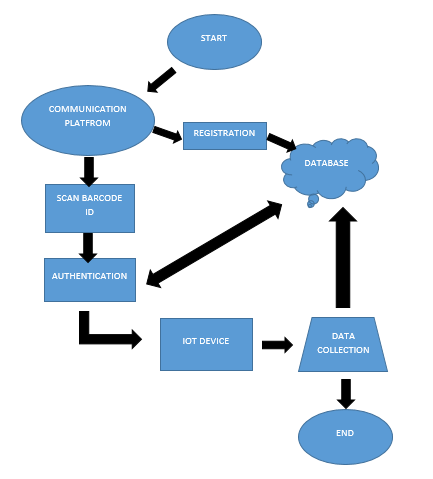 START
COMMUNICATION
PLATFROM
REGISTRATION
DATABASE
SCAN BARCODE
ID
AUTHENTICATION
IOT DEVICE
DATA
COLLECTION
END